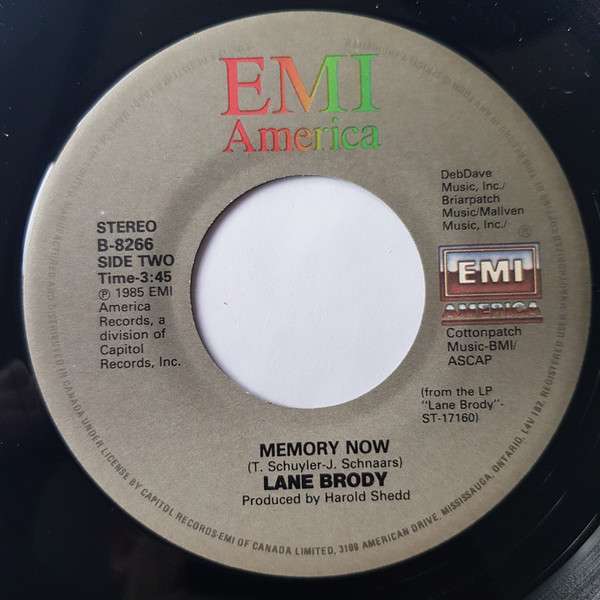 EMI
America
STEREO
B-8266
SIDE TWO
Time-3:45
℗ 1985 EMI
America
Records, a
division of
Capitol
Records, Inc.
DebDave
Music, Inc./
Briarpatch
Music/Mallven
Music, Inc./
®
EMI
AMERICA
Cottonpatch
Music-BMI/
ASCAP
(from the LP
"Lane Brody"-
ST-17160)
MEMORY NOW
(T. Schuyler-J. Schnaars)
LANE BRODY
Produced by Harold Shedd
IN CANADA UNDER LICENSE BY CAPITOL RECORDS-EMI OF CANADA LIMITED, 3109 AMERICAN DRIVE, MISSISSAUGA, ONTARIO, L4V 1B2.